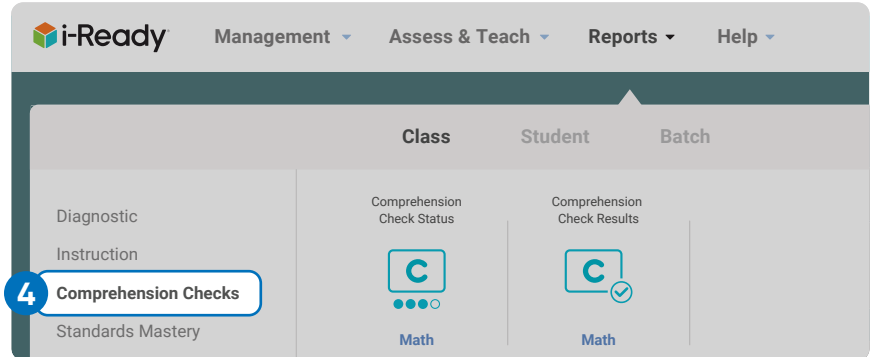 i-Ready Management Assess & Teach Reports Help
Class Student Batch
Diagnostic
Instruction
4 Comprehension Checks
Standards Mastery
Comprehension
Check Status
C
Math
Comprehension
Check Results
C
Math